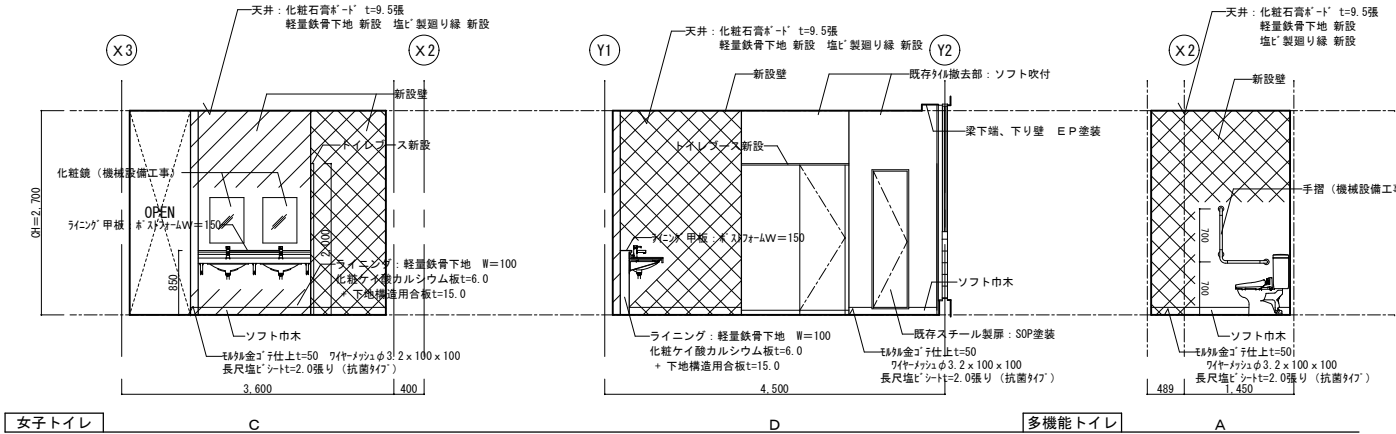 天井：化粧石膏ﾎﾞｰﾄﾞ t=9.5張
軽量鉄骨下地 新設 塩ﾋﾞ製廻り縁 新設
X3
X2
新設壁
トイレブース新設
化粧鏡（機械設備工事）
OPEN
ﾗｲﾆﾝｸﾞ甲板 ﾎﾟｽﾄﾌｫｰﾑW＝150
CH=2,700
850
2,000
ライニング：軽量鉄骨下地 W＝100
化粧ケイ酸カルシウム板t=6.0
+ 下地構造用合板t=15.0
ソフト巾木
ﾓﾙﾀﾙ金ｺﾞﾃ仕上t=50 ﾜｲﾔｰﾒｯｼｭφ3.2ｘ100ｘ100
長尺塩ﾋﾞｼｰﾄt=2.0張り（抗菌ﾀｲﾌﾟ）
3,600
400
女子トイレ
C
天井：化粧石膏ﾎﾞｰﾄﾞ t=9.5張
軽量鉄骨下地 新設 塩ﾋﾞ製廻り縁 新設
Y1
Y2
新設壁
既存ﾀｲﾙ撤去部：ソフト吹付
梁下端、下り壁 ＥＰ塗装
トイレブース新設
ﾗｲﾆﾝｸﾞ甲板：ﾎﾟｽﾄﾌｫｰﾑW＝150
ソフト巾木
ライニング：軽量鉄骨下地 W＝100
化粧ケイ酸カルシウム板t=6.0
+ 下地構造用合板t=15.0
既存スチール製扉：SOP塗装
ﾓﾙﾀﾙ金ｺﾞﾃ仕上t=50
ﾜｲﾔｰﾒｯｼｭφ3.2ｘ100ｘ100
長尺塩ﾋﾞｼｰﾄt=2.0張り（抗菌ﾀｲﾌﾟ）
4,500
D
天井：化粧石膏ﾎﾞｰﾄﾞ t=9.5張
軽量鉄骨下地 新設
塩ﾋﾞ製廻り縁 新設
X2
新設壁
手摺（機械設備工事
700
700
ソフト巾木
ﾓﾙﾀﾙ金ｺﾞﾃ仕上t=50
ﾜｲﾔｰﾒｯｼｭφ3.2ｘ100ｘ100
長尺塩ﾋﾞｼｰﾄt=2.0張り（抗菌ﾀｲﾌﾟ）
489
1,450
多機能トイレ
A